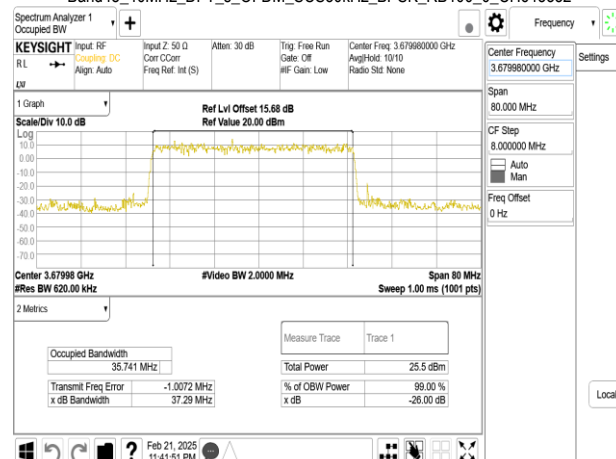 Spectrum Analyzer 1
Occupied BW
Frequency
KEYSIGHT
RL
LXI
Input: RF
Coupling: DC
Align: Auto
Input Z: 50 Ω
Corr CCorr
Freq Ref: Int (S)
Atten: 30 dB
Trig: Free Run
Gate: Off
#IF Gain: Low
Center Freq: 3.679980000 GHz
Avg|Hold: 10/10
Radio Std: None
Center Frequency
3.679980000 GHz
Settings
Span
80.000 MHz
CF Step
8.000000 MHz
Auto
Man
Freq Offset
0 Hz
Local
1 Graph
Scale/Div 10.0 dB
Ref Lvl Offset 15.68 dB
Ref Value 20.00 dBm
Log
10.0
0.00
-10.0
-20.0
-30.0
-40.0
-50.0
-60.0
-70.0
Center 3.67998 GHz
#Res BW 620.00 kHz
#Video BW 2.0000 MHz
Span 80 MHz
Sweep 1.00 ms (1001 pts)
2 Metrics
Measure Trace Trace 1
Occupied Bandwidth
35.741 MHz
Total Power 25.5 dBm
Transmit Freq Error -1.0072 MHz
% of OBW Power 99.00 %
x dB Bandwidth 37.29 MHz
x dB -26.00 dB
Feb 21, 2025
11:41:51 PM